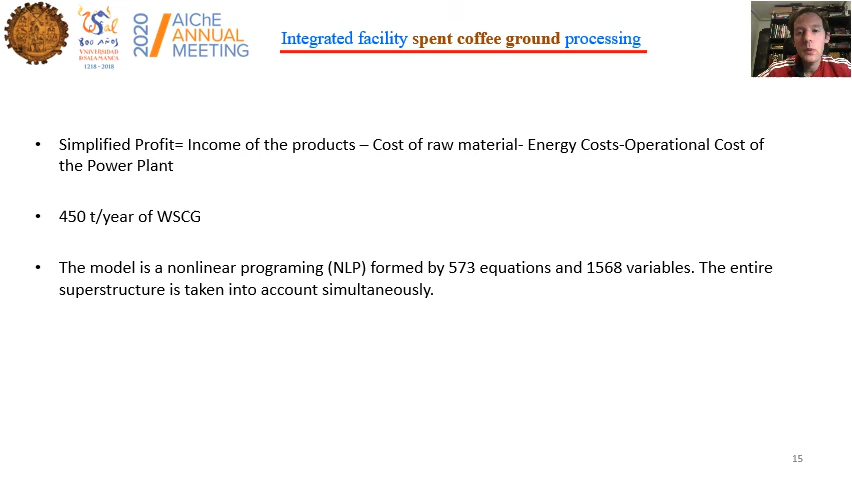 800 AÑOS
VNIVERSIDAD
D SALAMANCA
1218 - 2018
2020
AIChE
ANNUAL
MEETING
Integrated facility spent coffee ground processing
• Simplified Profit= Income of the products – Cost of raw material- Energy Costs-Operational Cost of
the Power Plant
• 450 t/year of WSCG
• The model is a nonlinear programing (NLP) formed by 573 equations and 1568 variables. The entire
superstructure is taken into account simultaneously.
15